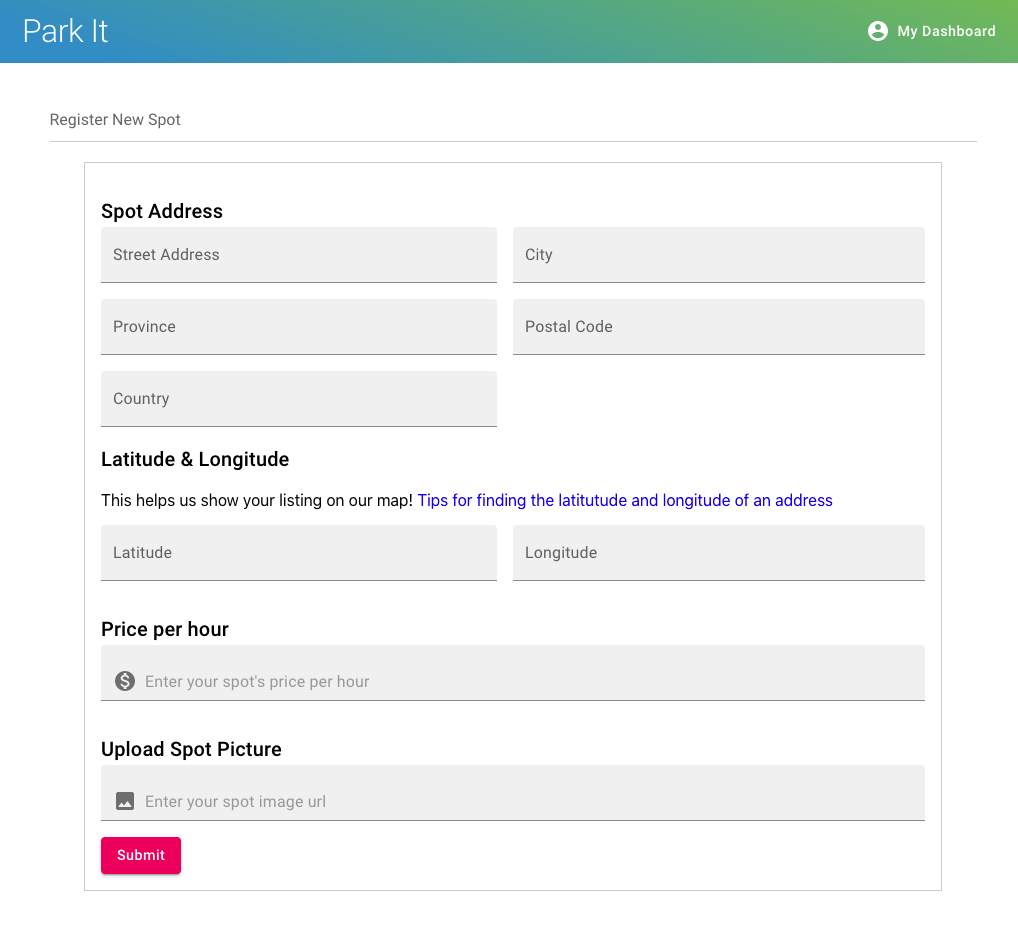 Park It
My Dashboard
Register New Spot
Spot Address
Street Address
City
Province
Postal Code
Country
Latitude & Longitude
This helps us show your listing on our map! Tips for finding the latitutude and longitude of an address
Latitude
Longitude
Price per hour
Enter your spot's price per hour
Upload Spot Picture
Enter your spot image url
Submit